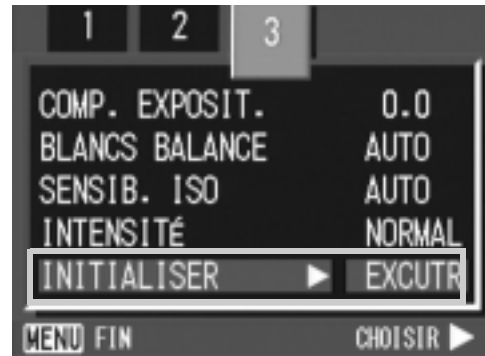 1 2 3
COMP. EXPOSIT. 0.0
BLANCS BALANCE AUTO
SENSIB. ISO AUTO
INTENSITÉ NORMAL
INITIALISER ▶ EXCUTR
MENU FIN CHOISIR ▶